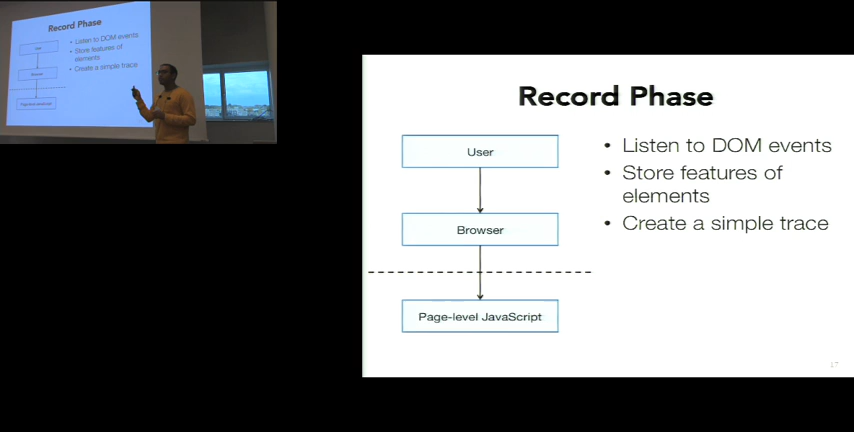 Record Phase
User
Browser
Page-level JavaScript
• Listen to DOM events
• Store features of
elements
• Create a simple trace
Record Phase
User
Browser
Page-level JavaScript
• Listen to DOM events
• Store features of
elements
• Create a simple trace
17